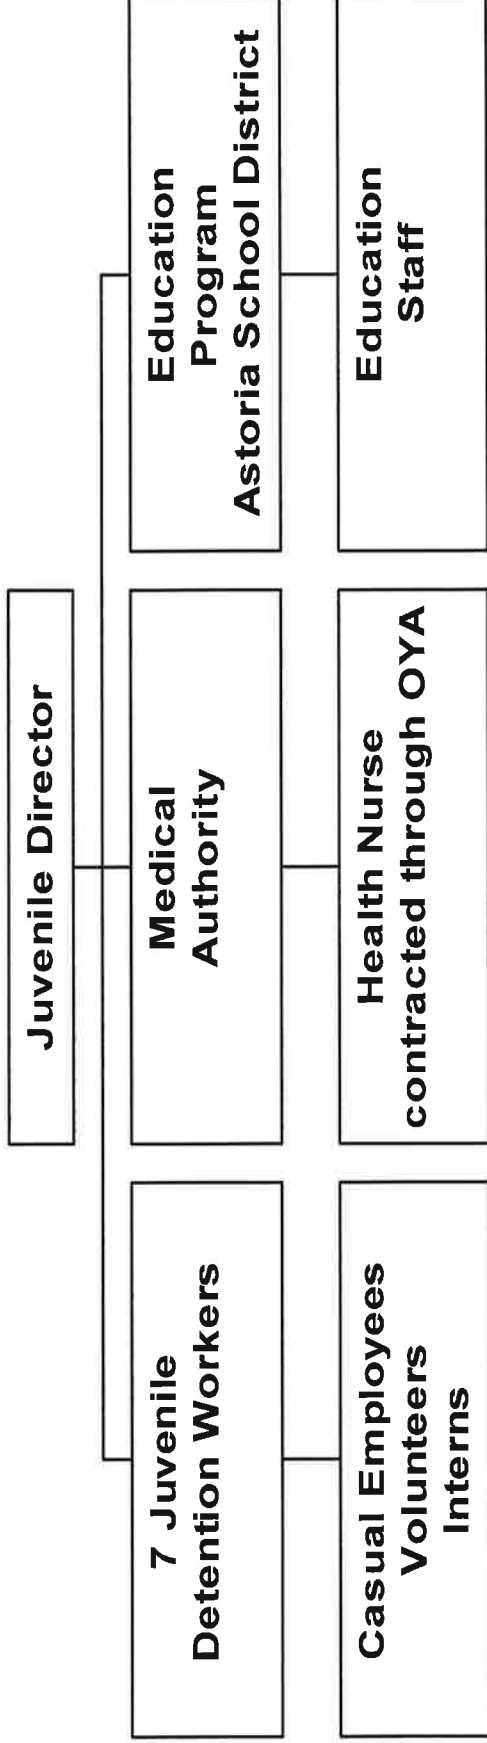 Juvenile Director
7 Juvenile
Detention Workers
Medical
Authority
Education
Program
Astoria School District
Casual Employees
Volunteers
Interns
Health Nurse
contracted through OYA
Education
Staff